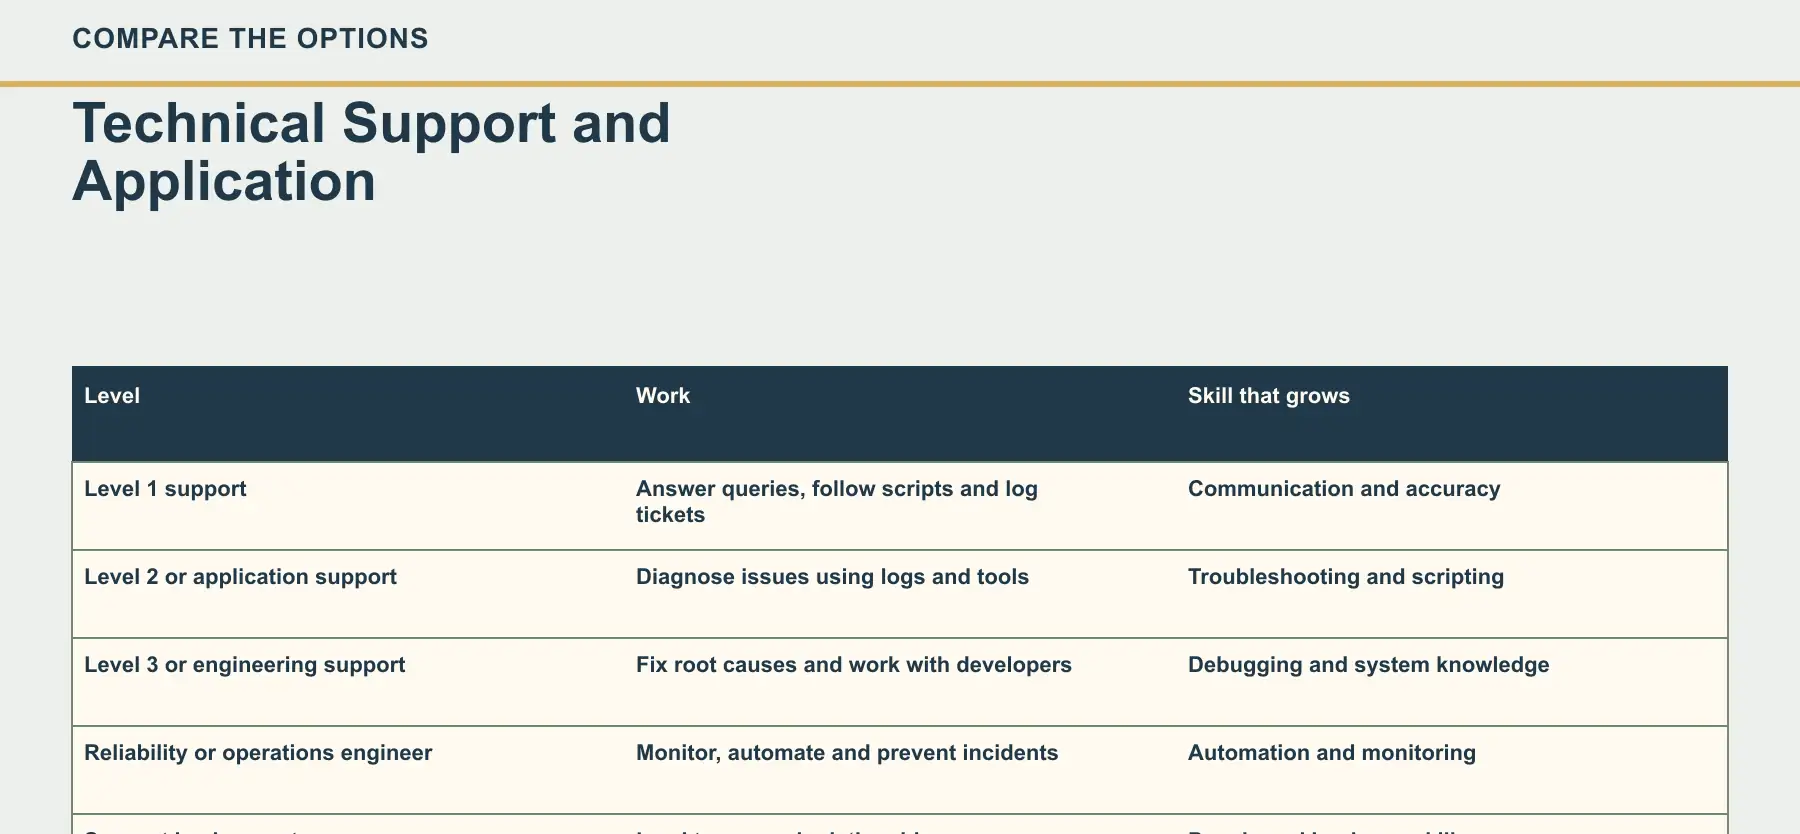 COMPARE THE OPTIONS
Technical Support and
Application
Level Work Skill that grows
Level 1 support Answer queries, follow scripts and log Communication and accuracy
tickets
Level 2 or application support Diagnose issues using logs and tools Troubleshooting and scripting
Level 3 or engineering support Fix root causes and work with developers Debugging and system knowledge
Reliability or operations engineer Monitor, automate and prevent incidents Automation and monitoring